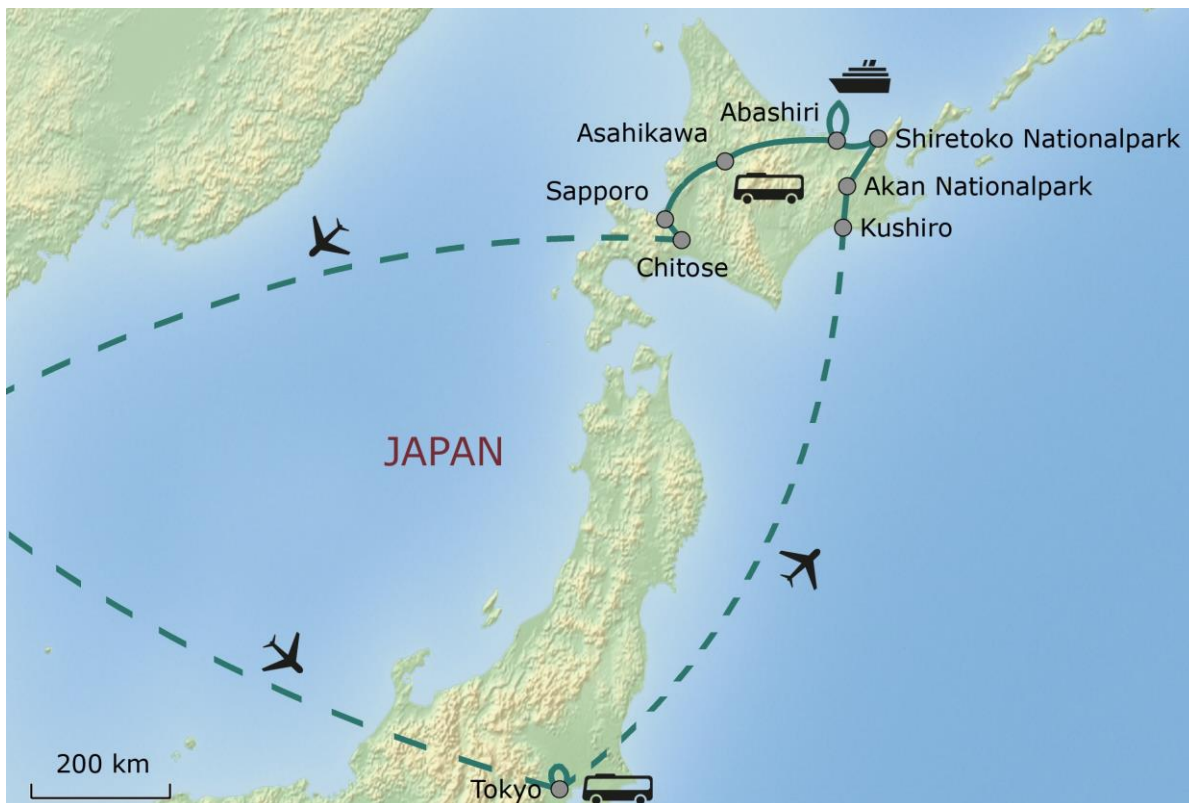 Abashiri
Asahikawa
Shiretoko Nationalpark
Sapporo
Akan Nationalpark
Kushiro
Chitose
JAPAN
200 km
Tokyo